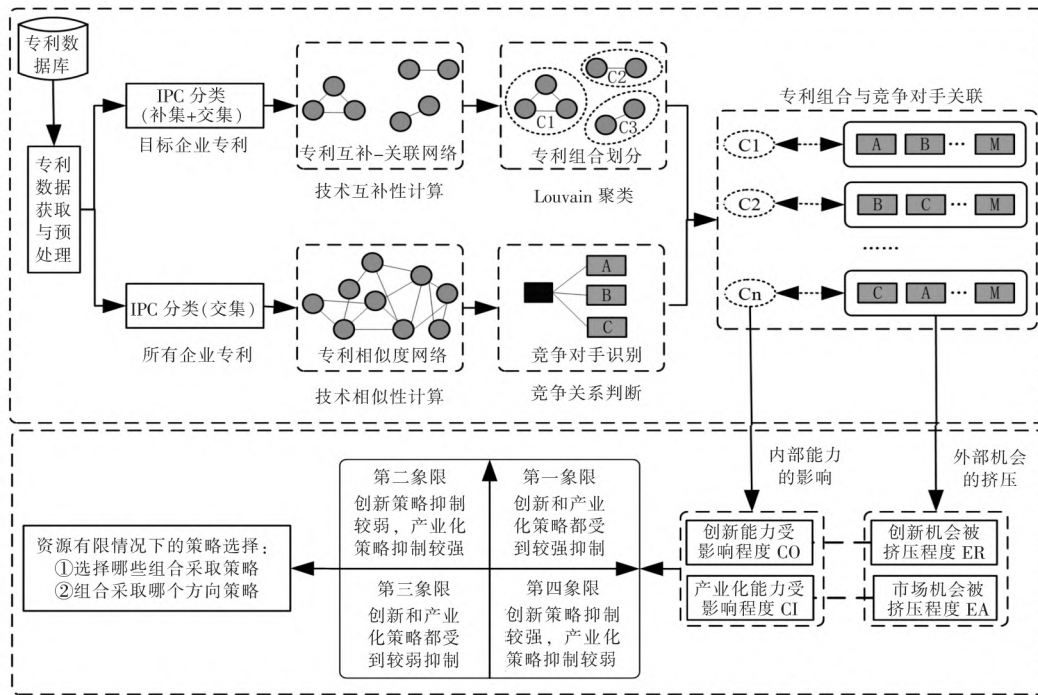 专利数
据库
专利
数据
获取
与预
处理
IPC 分类
(补集+交集)
目标企业专利
专利互补-关联网络
技术互补性计算
C1
C2
C3
专利组合划分
Louvain 聚类
IPC 分类(交集)
所有企业专利
专利相似度网络
技术相似性计算
A
B
C
竞争对手识别
竞争关系判断
专利组合与竞争对手关联
C1
A B ··· M
C2
B C ··· M
······
Cn
C A ··· M
内部能力
的影响
外部机会
的挤压
创新能力受
影响程度 CO
产业化能力受
影响程度 CI
创新机会被
挤压程度 ER
市场机会被
挤压程度 EA
第二象限
创新策略抑制
较弱，产业化
策略抑制较强
第一象限
创新和产业
化策略都受
到较强抑制
第三象限
创新和产业
化策略都受
到较弱抑制
第四象限
创新策略抑制
较强，产业化
策略抑制较弱
资源有限情况下的策略选择：
①选择哪些组合采取策略
②组合采取哪个方向策略